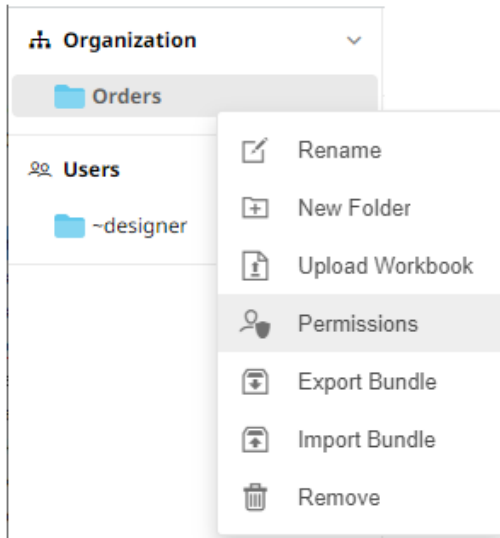 Organization
Orders
Users
~designer
Rename
New Folder
Upload Workbook
Permissions
Export Bundle
Import Bundle
Remove